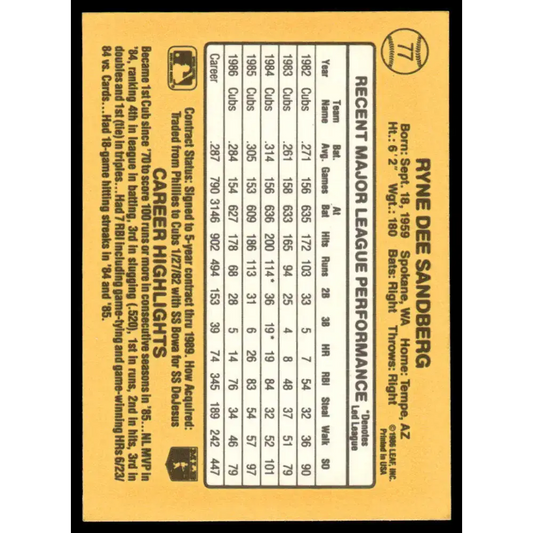 77
RYNE DEE SANDBERG
Born: Sept. 18, 1959 Spokane, WA Home: Tempe, AZ
Ht.: 6' 2" Wgt.: 180 Bats: Right Throws: Right
© 1986 LEAF, INC.
Printed in USA
RECENT MAJOR LEAGUE PERFORMANCE *Denotes Led League
Year Team Name Bat. Avg. Games At Bat Hits Runs 2B 3B HR RBI Steal Walk SO
1982 Cubs .271 156 635 172 103 33 5 7 54 32 36 90
1983 Cubs .261 158 633 165 94 25 4 8 48 37 51 79
1984 Cubs .314 156 636 200 114* 36 19* 19 84 32 52 101
1985 Cubs .305 153 609 186 113 31 6 26 83 54 57 97
1986 Cubs .284 154 627 178 68 28 5 14 76 34 46 79
Career .287 790 3146 902 494 153 39 74 345 189 242 447
Contract Status: Signed to 5-year contract thru 1989. How Acquired:
Traded from Phillies to Cubs 1/27/82 with SS Bowa for SS DeJesus
CAREER HIGHLIGHTS
Became 1st Cub since '70 to score 100 runs or more in consecutive seasons in '85...NL MVP in
'84, ranking 4th in league in batting, 3rd in slugging (.520), 1st in runs, 2nd in hits, 3rd in
doubles and 1st (tie) in triples...Had 7 RBI including game-tying and game-winning HRs 6/23/
84 vs. Cards...Had 18-game hitting streaks in '84 and '85.